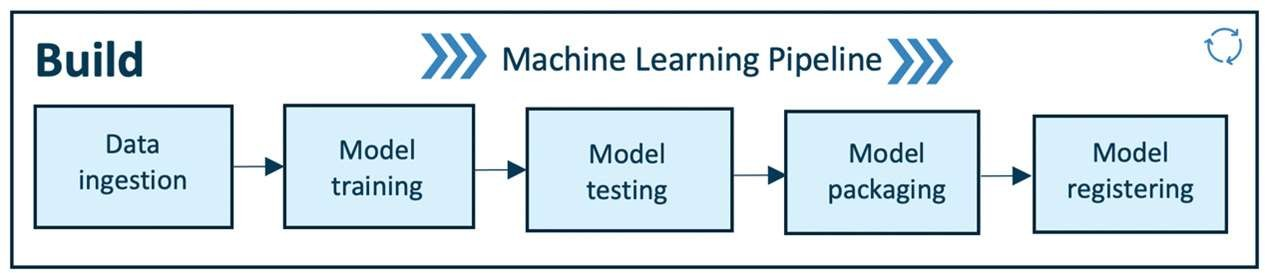 Build
Machine Learning Pipeline
Data
ingestion
Model
training
Model
testing
Model
packaging
Model
registering